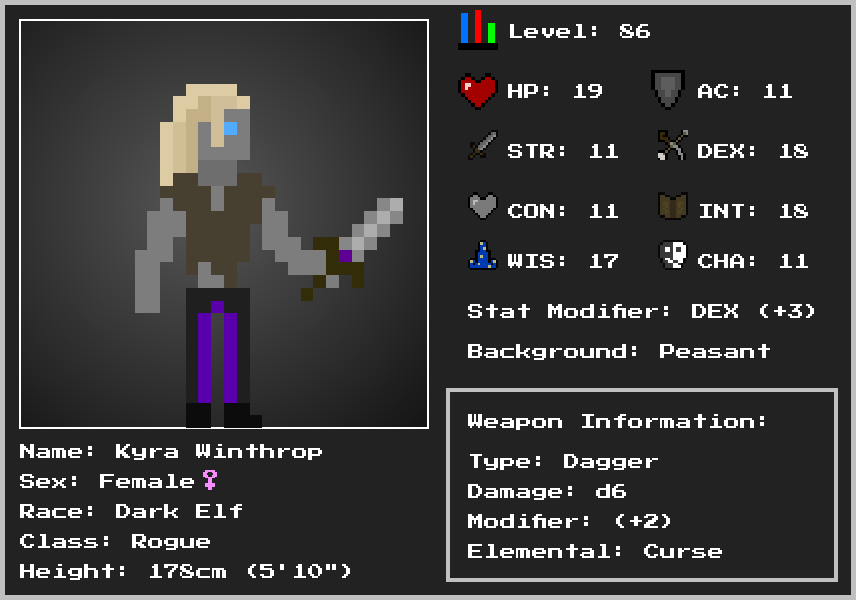 Level: 86
HP: 19
AC: 11
STR: 11
DEX: 18
CON: 11
INT: 18
WIS: 17
CHA: 11
Stat Modifier: DEX (+3)
Background: Peasant
Name: Kyra Winthrop
Sex: Female♀
Race: Dark Elf
Class: Rogue
Height: 178cm (5'10")
Weapon Information:
Type: Dagger
Damage: d6
Modifier: (+2)
Elemental: Curse